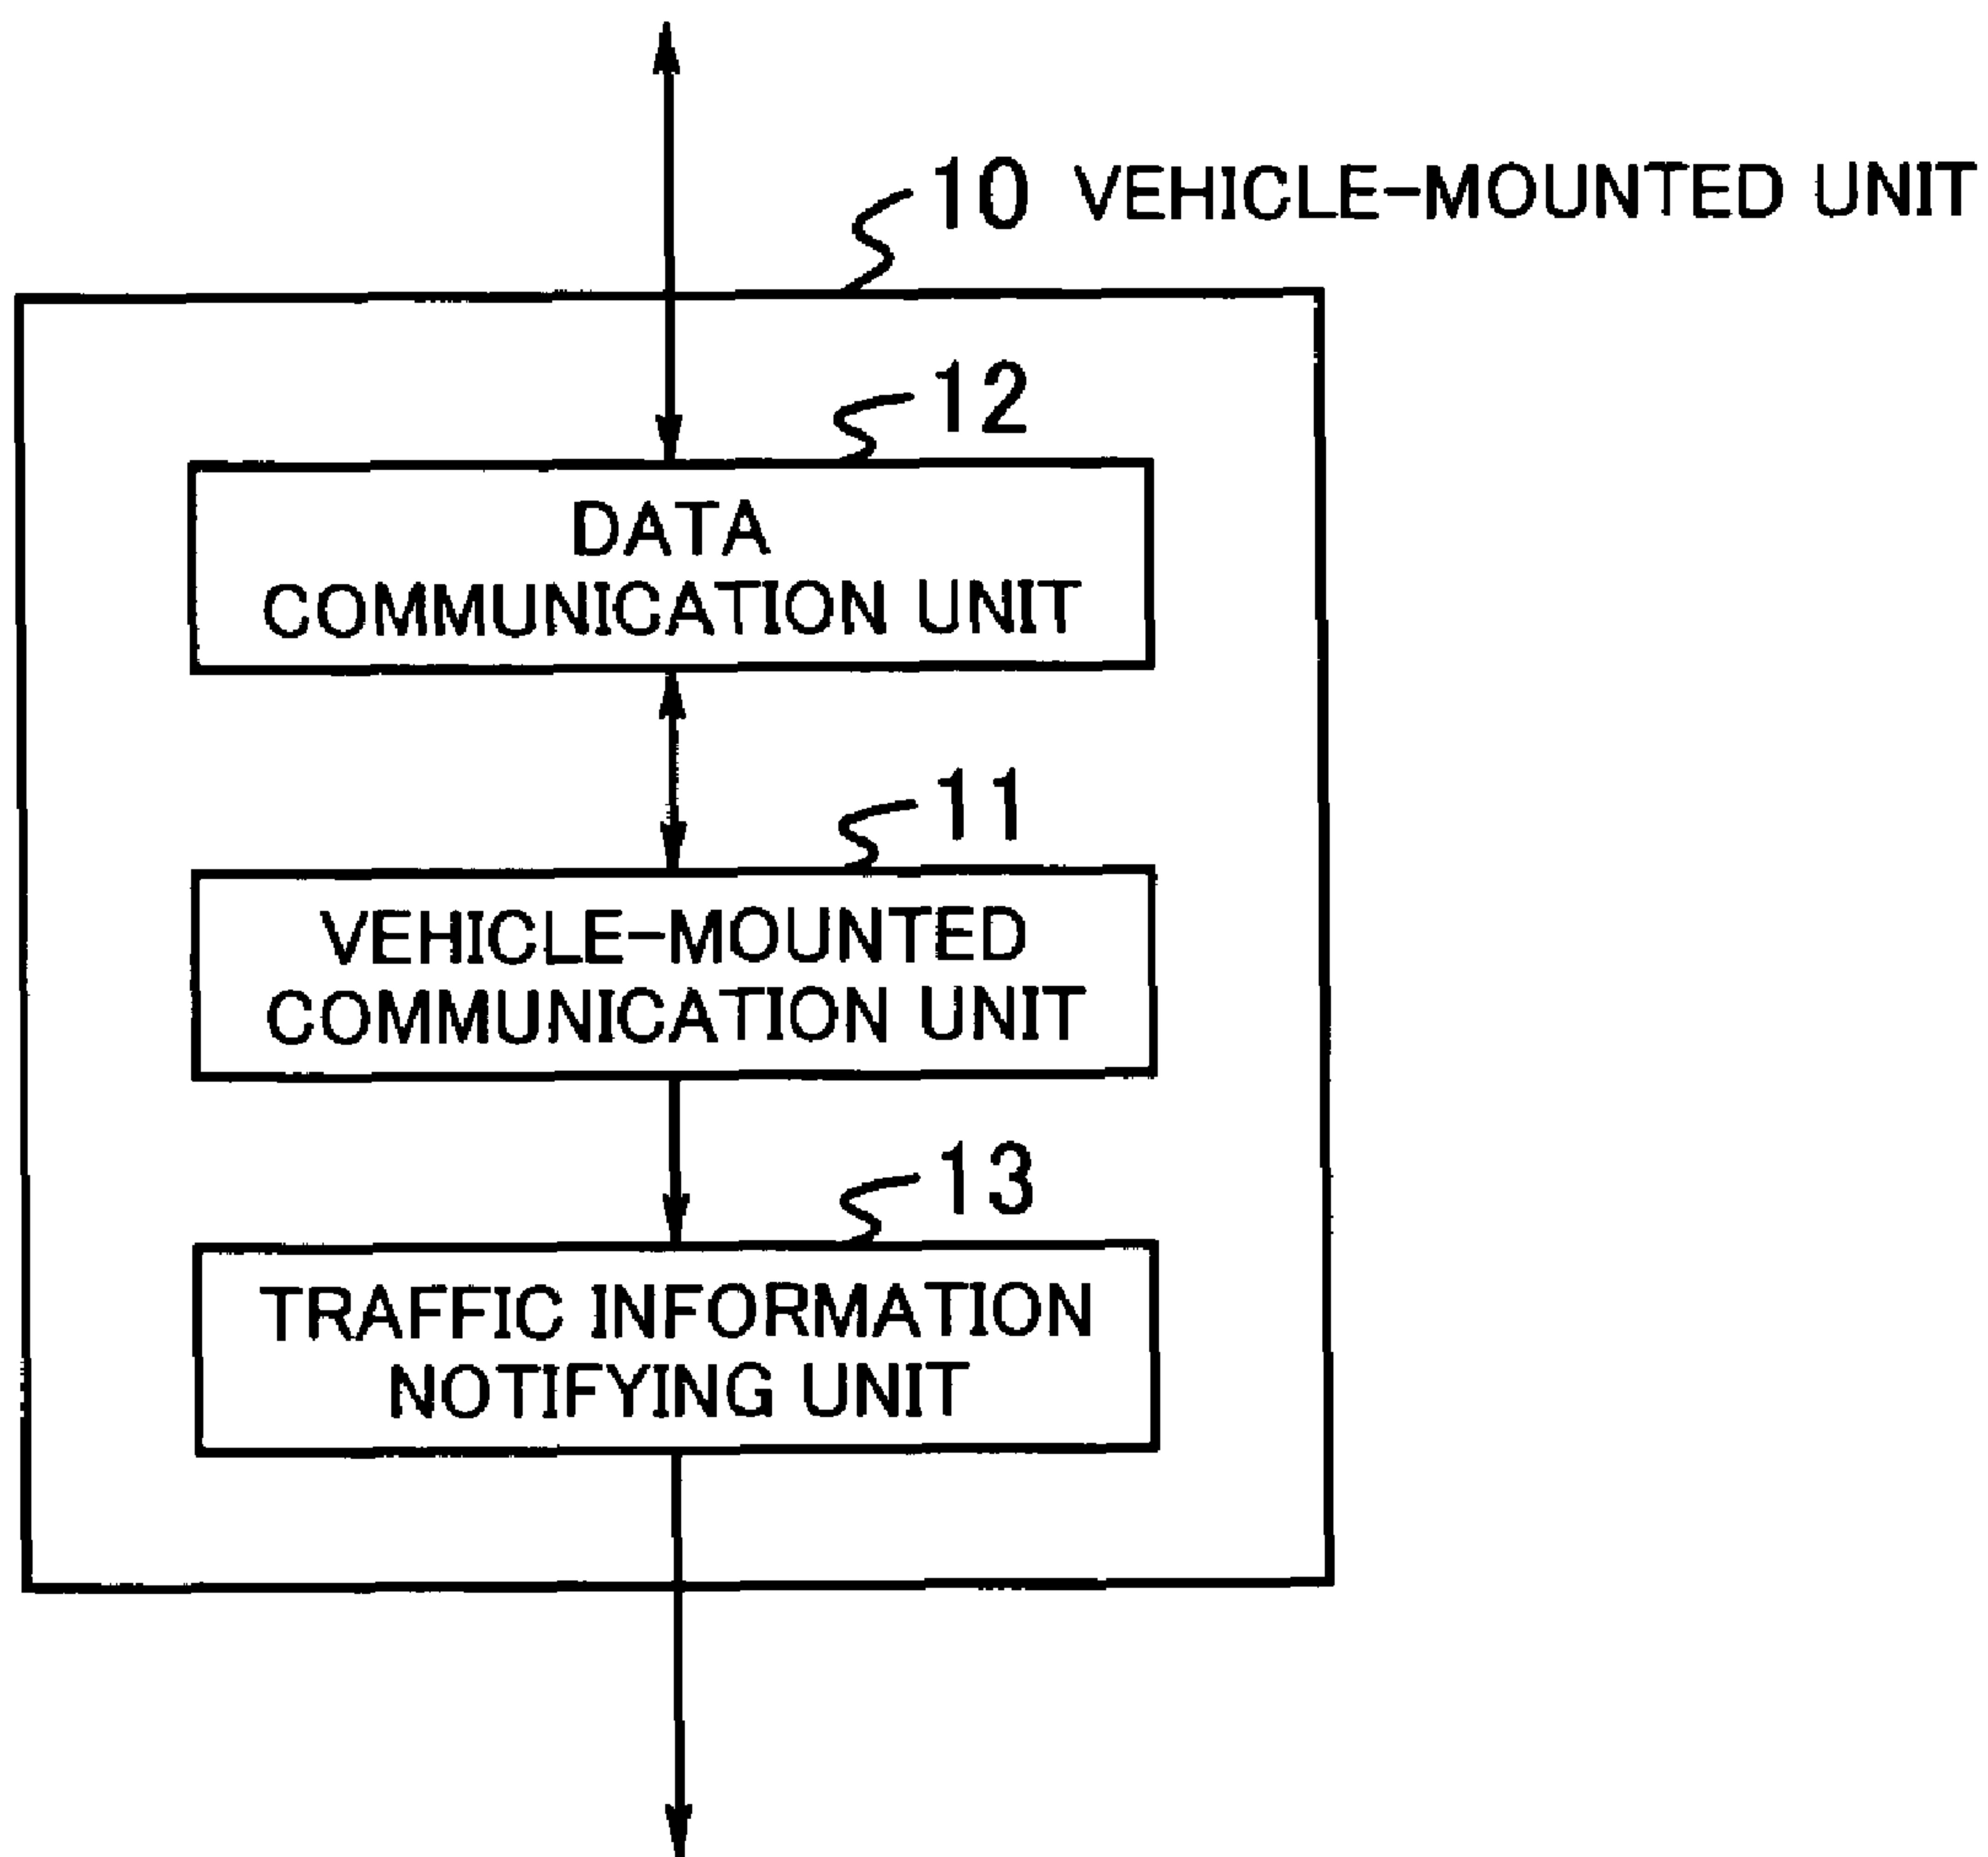 10 VEHICLE-MOUNTED UNIT
12
DATA
COMMUNICATION UNIT
11
VEHICLE-MOUNTED
COMMUNICATION UNIT
13
TRAFFIC INFORMATION
NOTIFYING UNIT